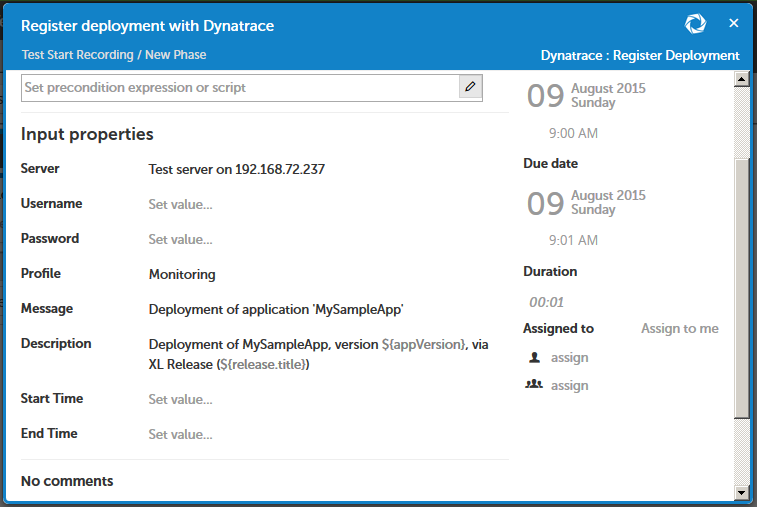 Register deployment with Dynatrace
Test Start Recording / New Phase
Dynatrace : Register Deployment
Set precondition expression or script
Input properties
Server Test server on 192.168.72.237
Username Set value...
Password Set value...
Profile Monitoring
Message Deployment of application 'MySampleApp'
Description Deployment of MySampleApp, version ${appVersion}, via
XL Release (${release.title})
Start Time Set value...
End Time Set value...
No comments
09 August 2015
Sunday
9:00 AM
Due date
09 August 2015
Sunday
9:01 AM
Duration
00:01
Assigned to Assign to me
assign
assign